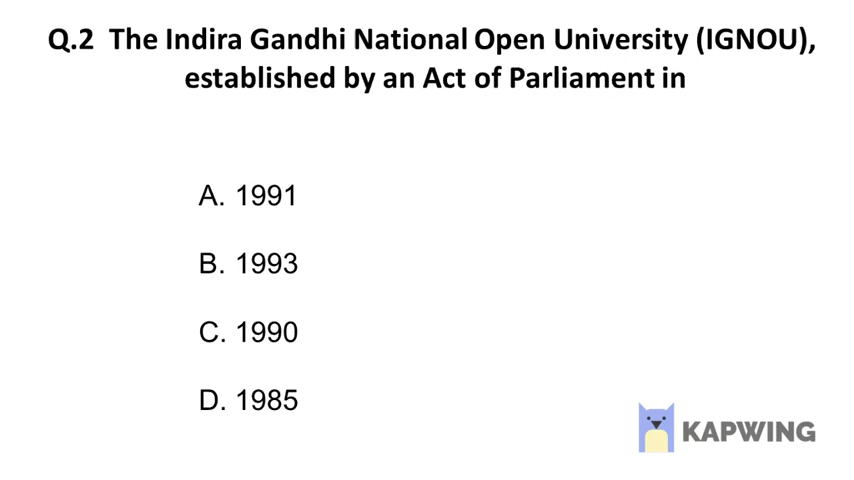 Q.2 The Indira Gandhi National Open University (IGNOU),
established by an Act of Parliament in
A. 1991
B. 1993
C. 1990
D. 1985
KAPWING